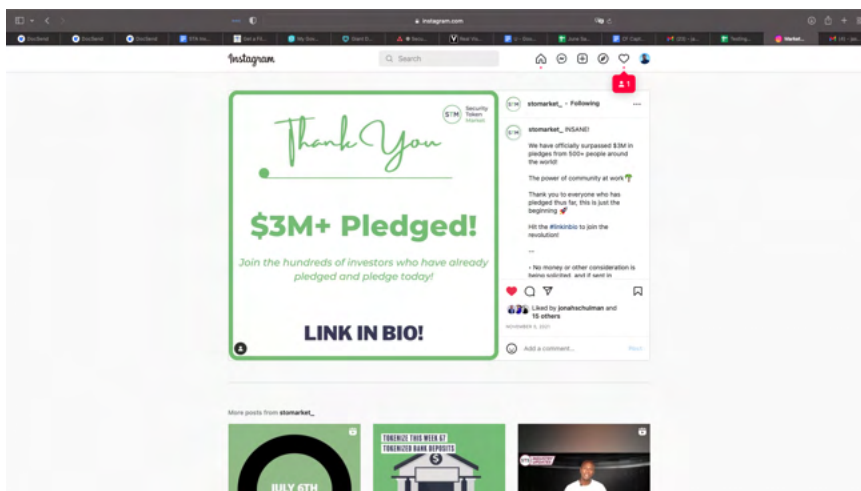 instagram.com
DocSend
DocSend
DocSend
Instagram
Search
1
STM
Security
Token
Market
Thank You
$3M+ Pledged!
Join the hundreds of investors who have already
pledged and pledge today!
LINK IN BIO!
stomarket_ • Following
stomarket_ INSANE!
We have officially surpassed $3M in
pledges from 500+ people around
the world!
The power of community at work🌴
Thank you to everyone who has
pledged thus far, this is just the
beginning 🚀
Hit the #linkinbio to join the
revolution!
--
• No money or other consideration is
being solicited, and if sent in
Liked by jonahschulman and
15 others
NOVEMBER 5, 2021
Add a comment...
Post
More posts from stomarket_
JULY 6TH
TOKENIZE THIS WEEK 67
TOKENIZED BANK DEPOSITS